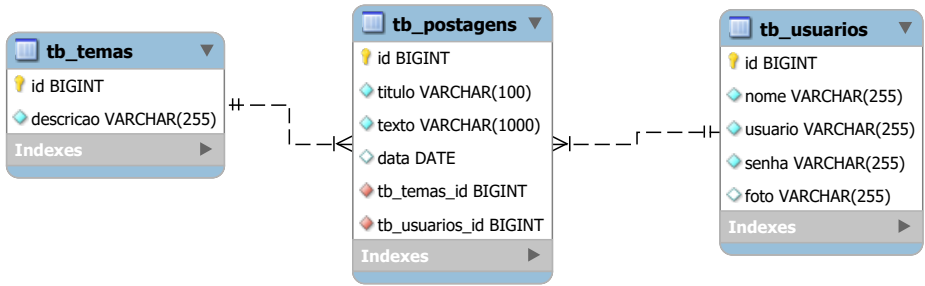 tb_temas
id BIGINT
descricao VARCHAR(255)
Indexes
tb_postagens
id BIGINT
titulo VARCHAR(100)
texto VARCHAR(1000)
data DATE
tb_temas_id BIGINT
tb_usuarios_id BIGINT
Indexes
tb_usuarios
id BIGINT
nome VARCHAR(255)
usuario VARCHAR(255)
senha VARCHAR(255)
foto VARCHAR(255)
Indexes